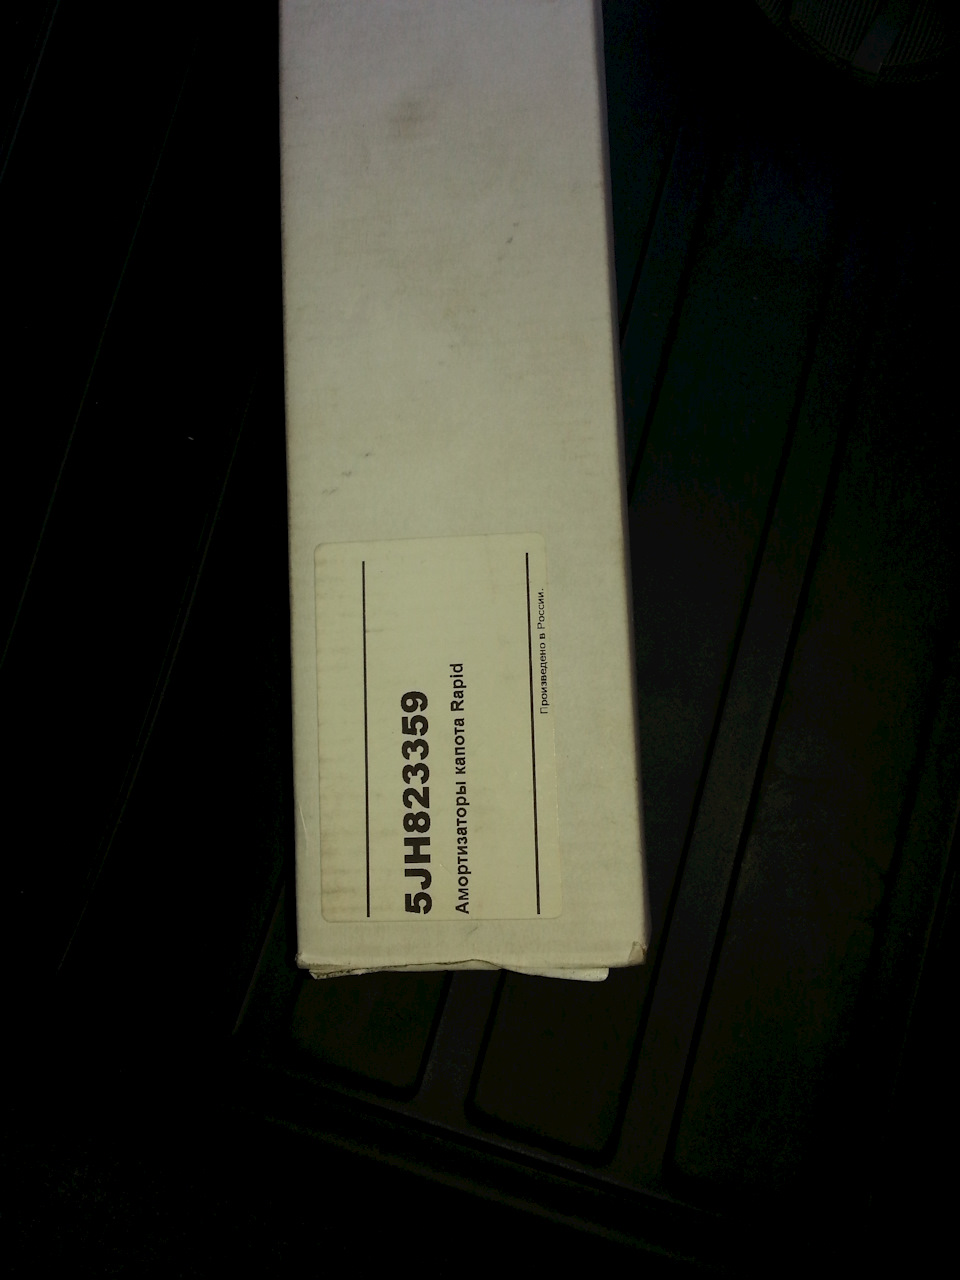 5JH823359
Амортизаторы капота Rapid
Произведено в России.